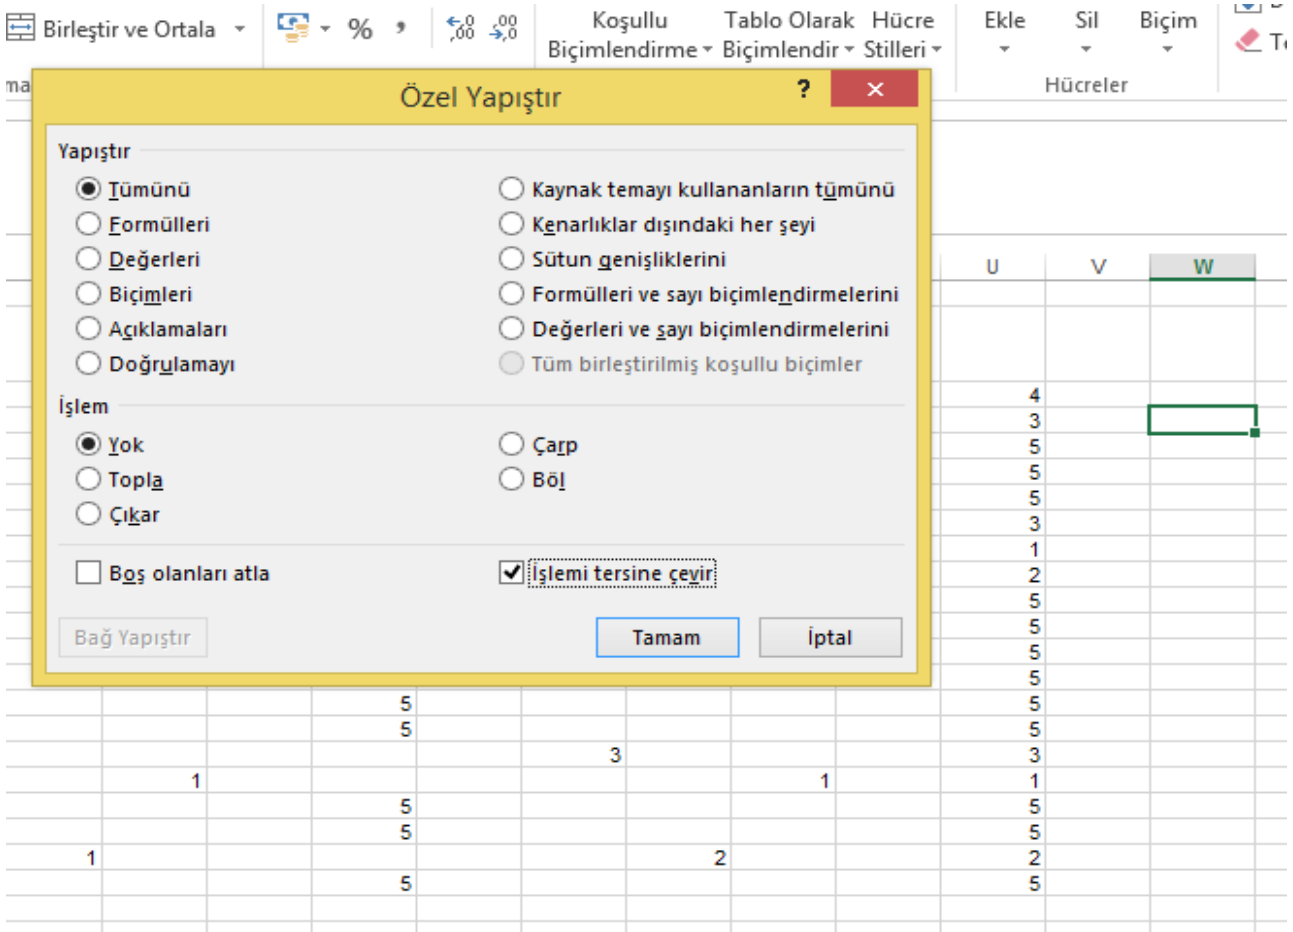 Birleştir ve Ortala
%
,
Koşullu
Biçimlendirme
Tablo Olarak
Biçimlendir
Hücre
Stilleri
Ekle
Sil
Biçim
Hücreler
Özel Yapıştır
?
Yapıştır
Tümünü
Formülleri
Değerleri
Biçimleri
Açıklamaları
Doğrulamayı
Kaynak temayı kullananların tümünü
Kenarlıklar dışındaki her şeyi
Sütun genişliklerini
Formülleri ve sayı biçimlendirmelerini
Değerleri ve sayı biçimlendirmelerini
Tüm birleştirilmiş koşullu biçimler
İşlem
Yok
Topla
Çıkar
Çarp
Böl
Boş olanları atla
İşlemi tersine çevir
Bağ Yapıştır
Tamam
İptal
U V W
4
3
5
5
5
3
1
2
5
5
5
5
5 5
5 5
3 3
1 1 1
5 5
5 5
1 2 2
5 5